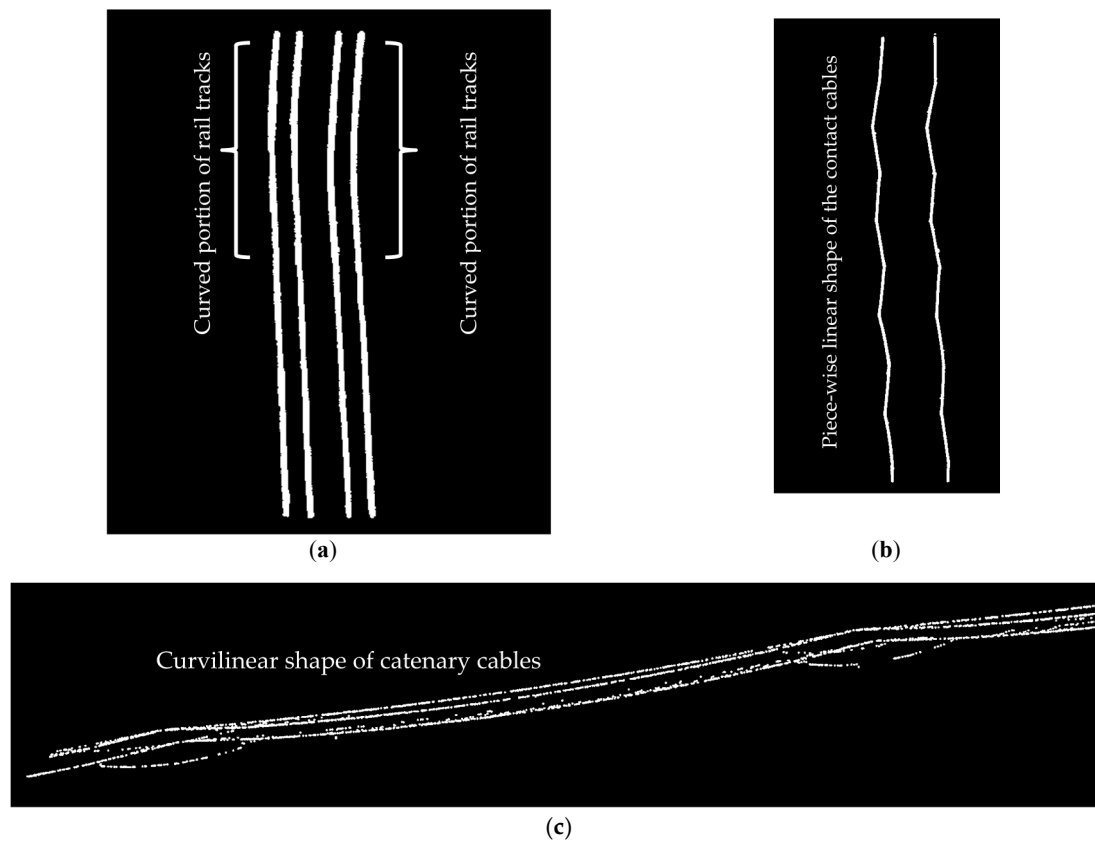 Curved portion of rail tracks
Curved portion of rail tracks
Piece-wise linear shape of the contact cables
(a)
(b)
Curvilinear shape of catenary cables
(c)